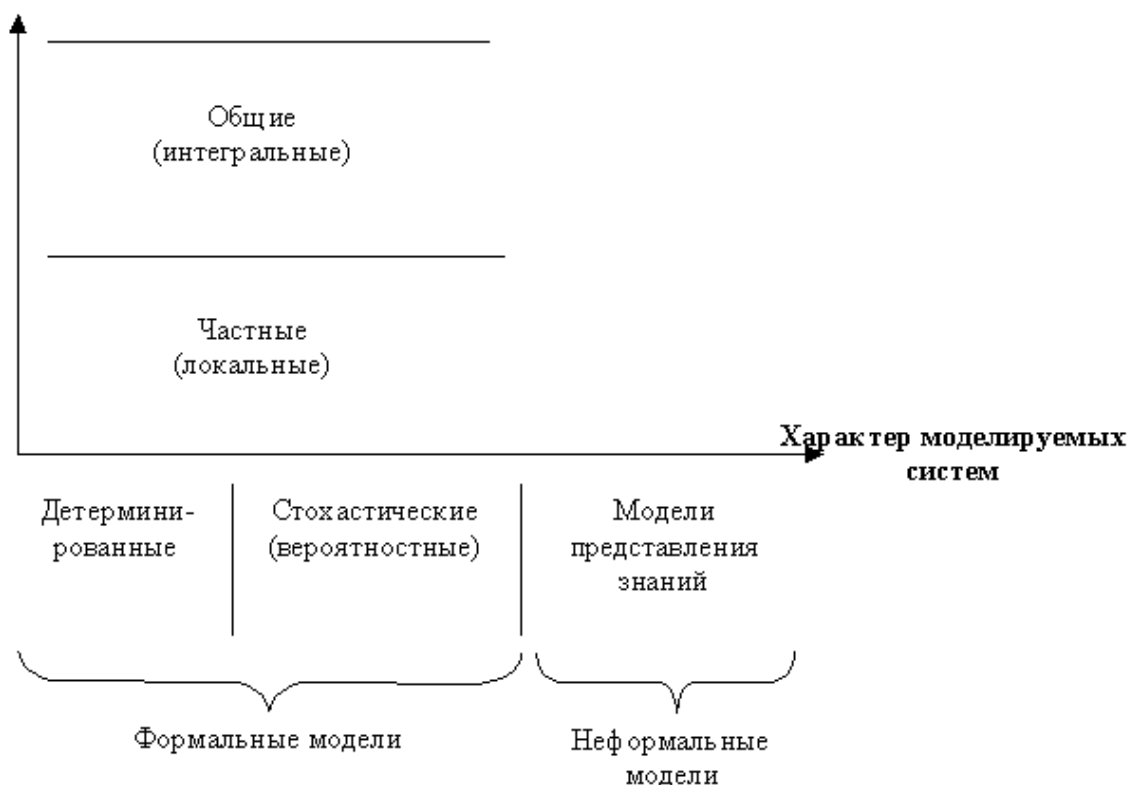 Общие
(интегральные)
Частные
(локальные)
Характер моделируемых
систем
Детермини-
рованные
Стохастические
(вероятностные)
Модели
представления
знаний
Формальные модели
Неформальные
модели